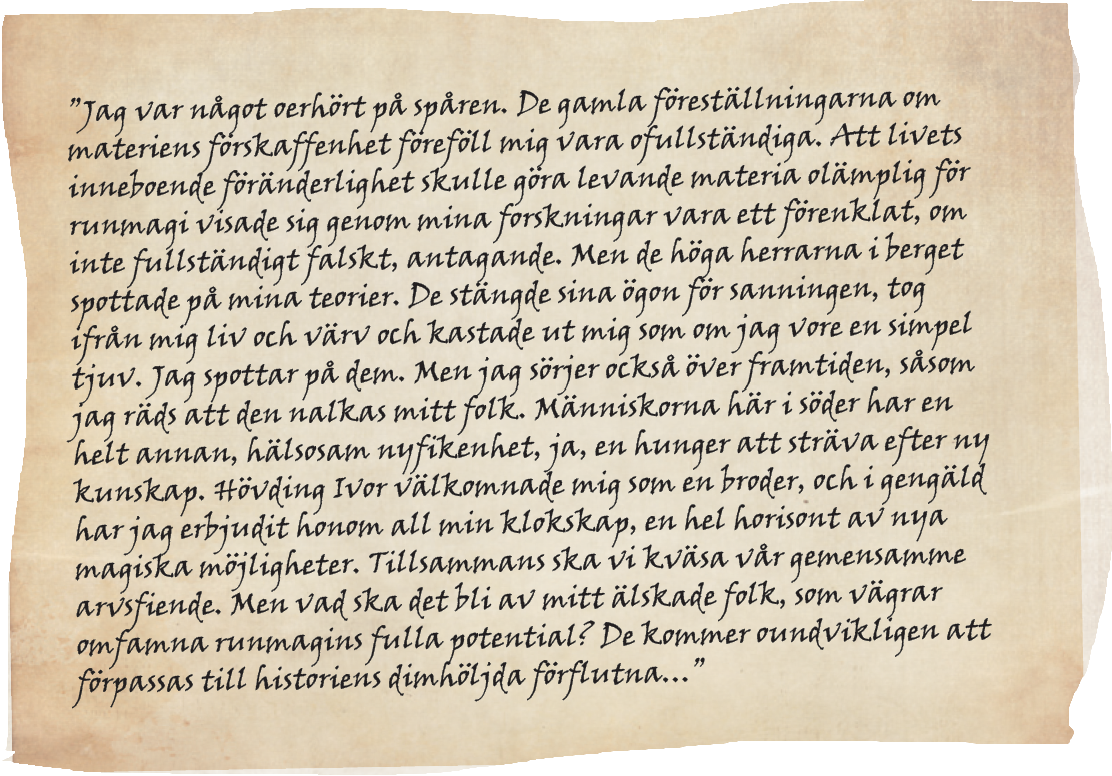 ”Jag var något oerhört på spåren. De gamla föreställningarna om
materiens förskaffenhet föreföll mig vara ofullständiga. Att livets
inneboende föränderlighet skulle göra levande materia olämplig för
runmagi visade sig genom mina forskningar vara ett förenklat, om
inte fullständigt falskt, antagande. Men de höga herrarna i berget
spottade på mina teorier. De stängde sina ögon för sanningen, tog
ifrån mig liv och värv och kastade ut mig som om jag vore en simpel
tjuv. Jag spottar på dem. Men jag sörjer också över framtiden, såsom
jag räds att den nalkas mitt folk. Människorna här i söder har en
helt annan, hälsosam nyfikenhet, ja, en hunger att sträva efter ny
kunskap. Hövding Ivor välkomnade mig som en broder, och i gengäld
har jag erbjudit honom all min klokskap, en hel horisont av nya
magiska möjligheter. Tillsammans ska vi kväsa vår gemensamme
arvsfiende. Men vad ska det bli av mitt älskade folk, som vägrar
omfamna runmagins fulla potential? De kommer oundvikligen att
förpassas till historiens dimhöljda förflutna...”